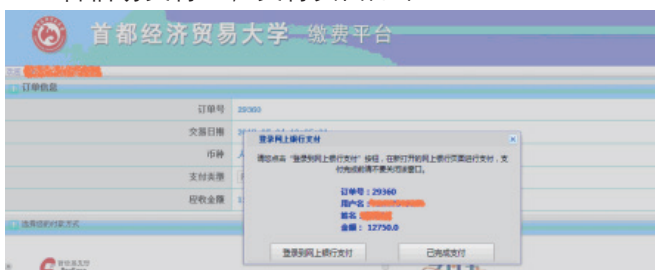 首都经济贸易大学 缴费平台
订单信息
订单号 29360
交易日期
币种 人
支付类型
应收金额
选择您的付款方式
登录网上银行支付
请您点击“登录到网上银行支付”按钮，在新打开的网上银行页面进行支付，支
付完成前请不要关闭该窗口。
订单号：29360
用户名：
姓名：
金额： 12750.0
登录到网上银行支付 已完成支付